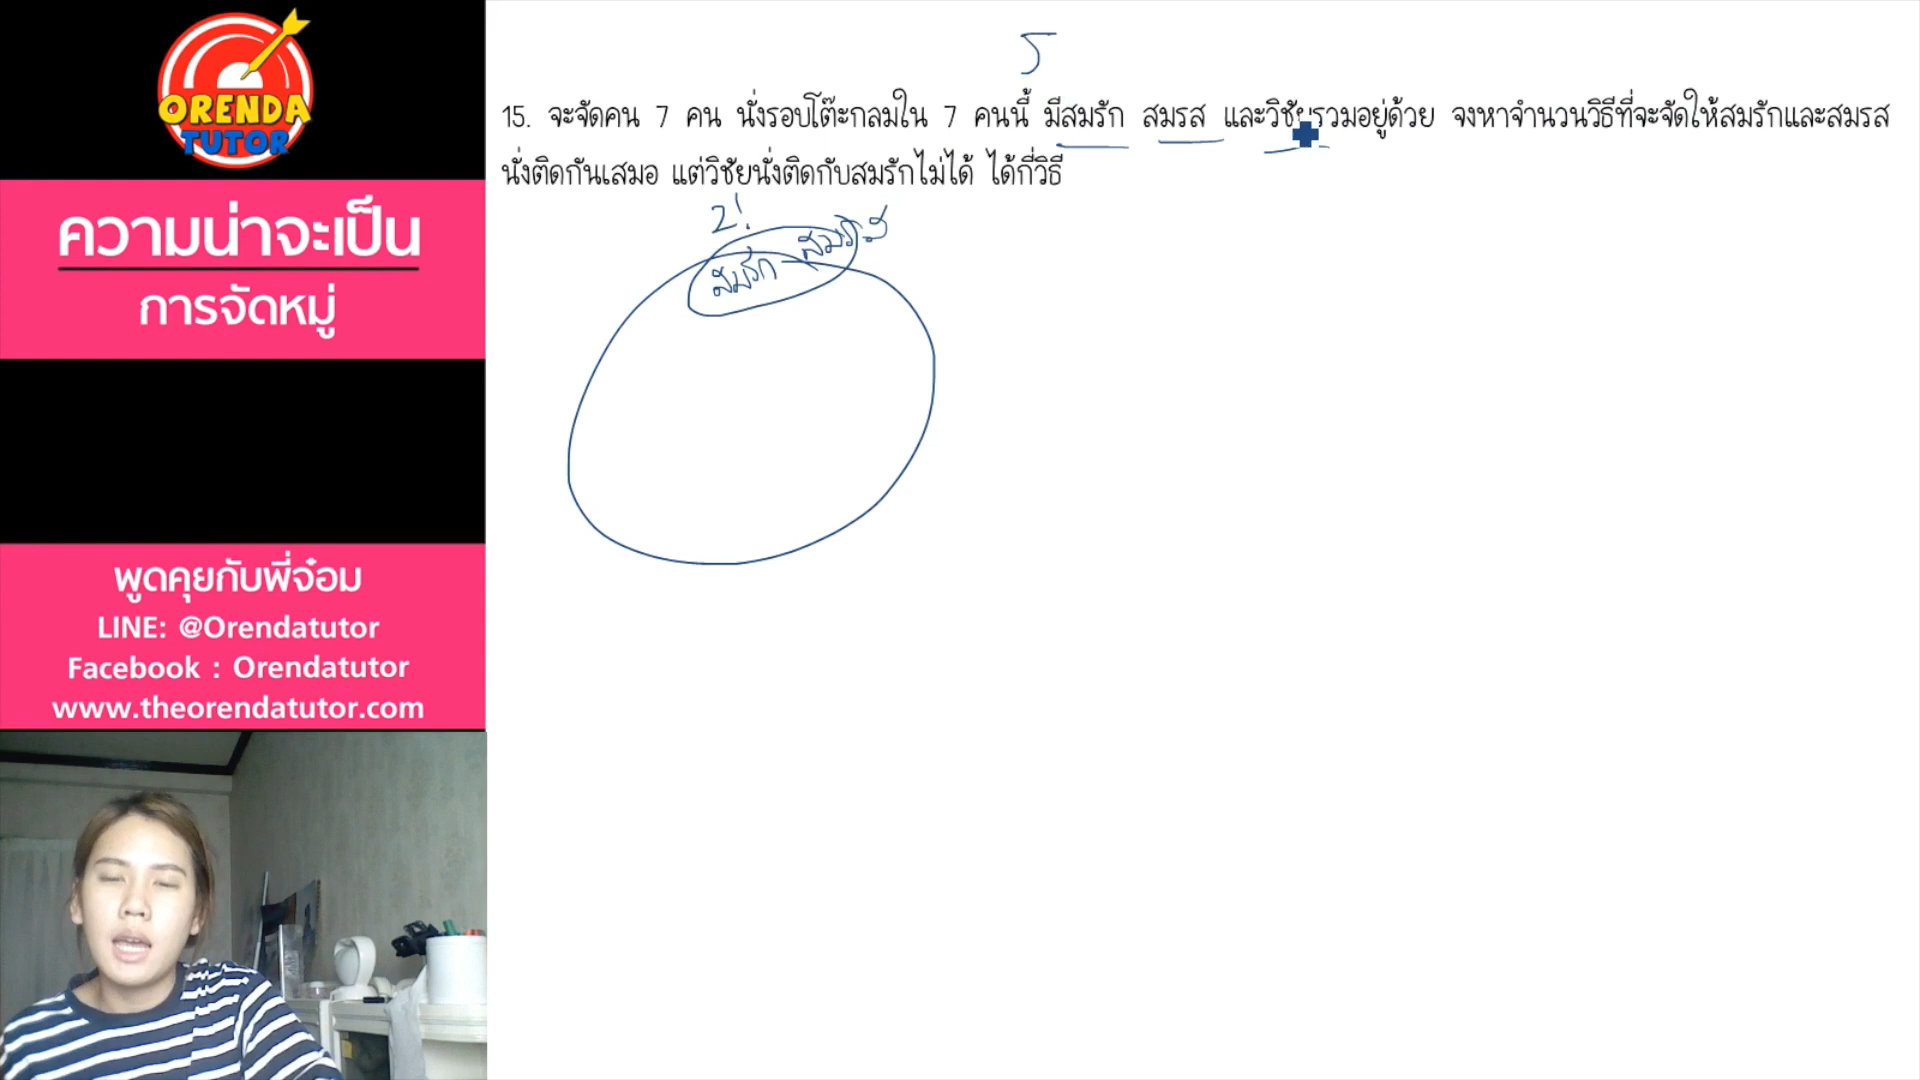 ORENDA
TUTOR
ความน่าจะเป็น
การจัดหมู่
พูดคุยกับพี่จ๋อม
LINE: @Orendatutor
Facebook : Orendatutor
www.theorendatutor.com
5
15. จะจัดคน 7 คน นั่งรอบโต๊ะกลมใน 7 คนนี้ มีสมรัก สมรส และวิชัยรวมอยู่ด้วย จงหาจำนวนวิธีที่จะจัดให้สมรักและสมรส
นั่งติดกันเสมอ แต่วิชัยนั่งติดกับสมรักไม่ได้ ได้กี่วิธี
2!
สมรัก - สมรส